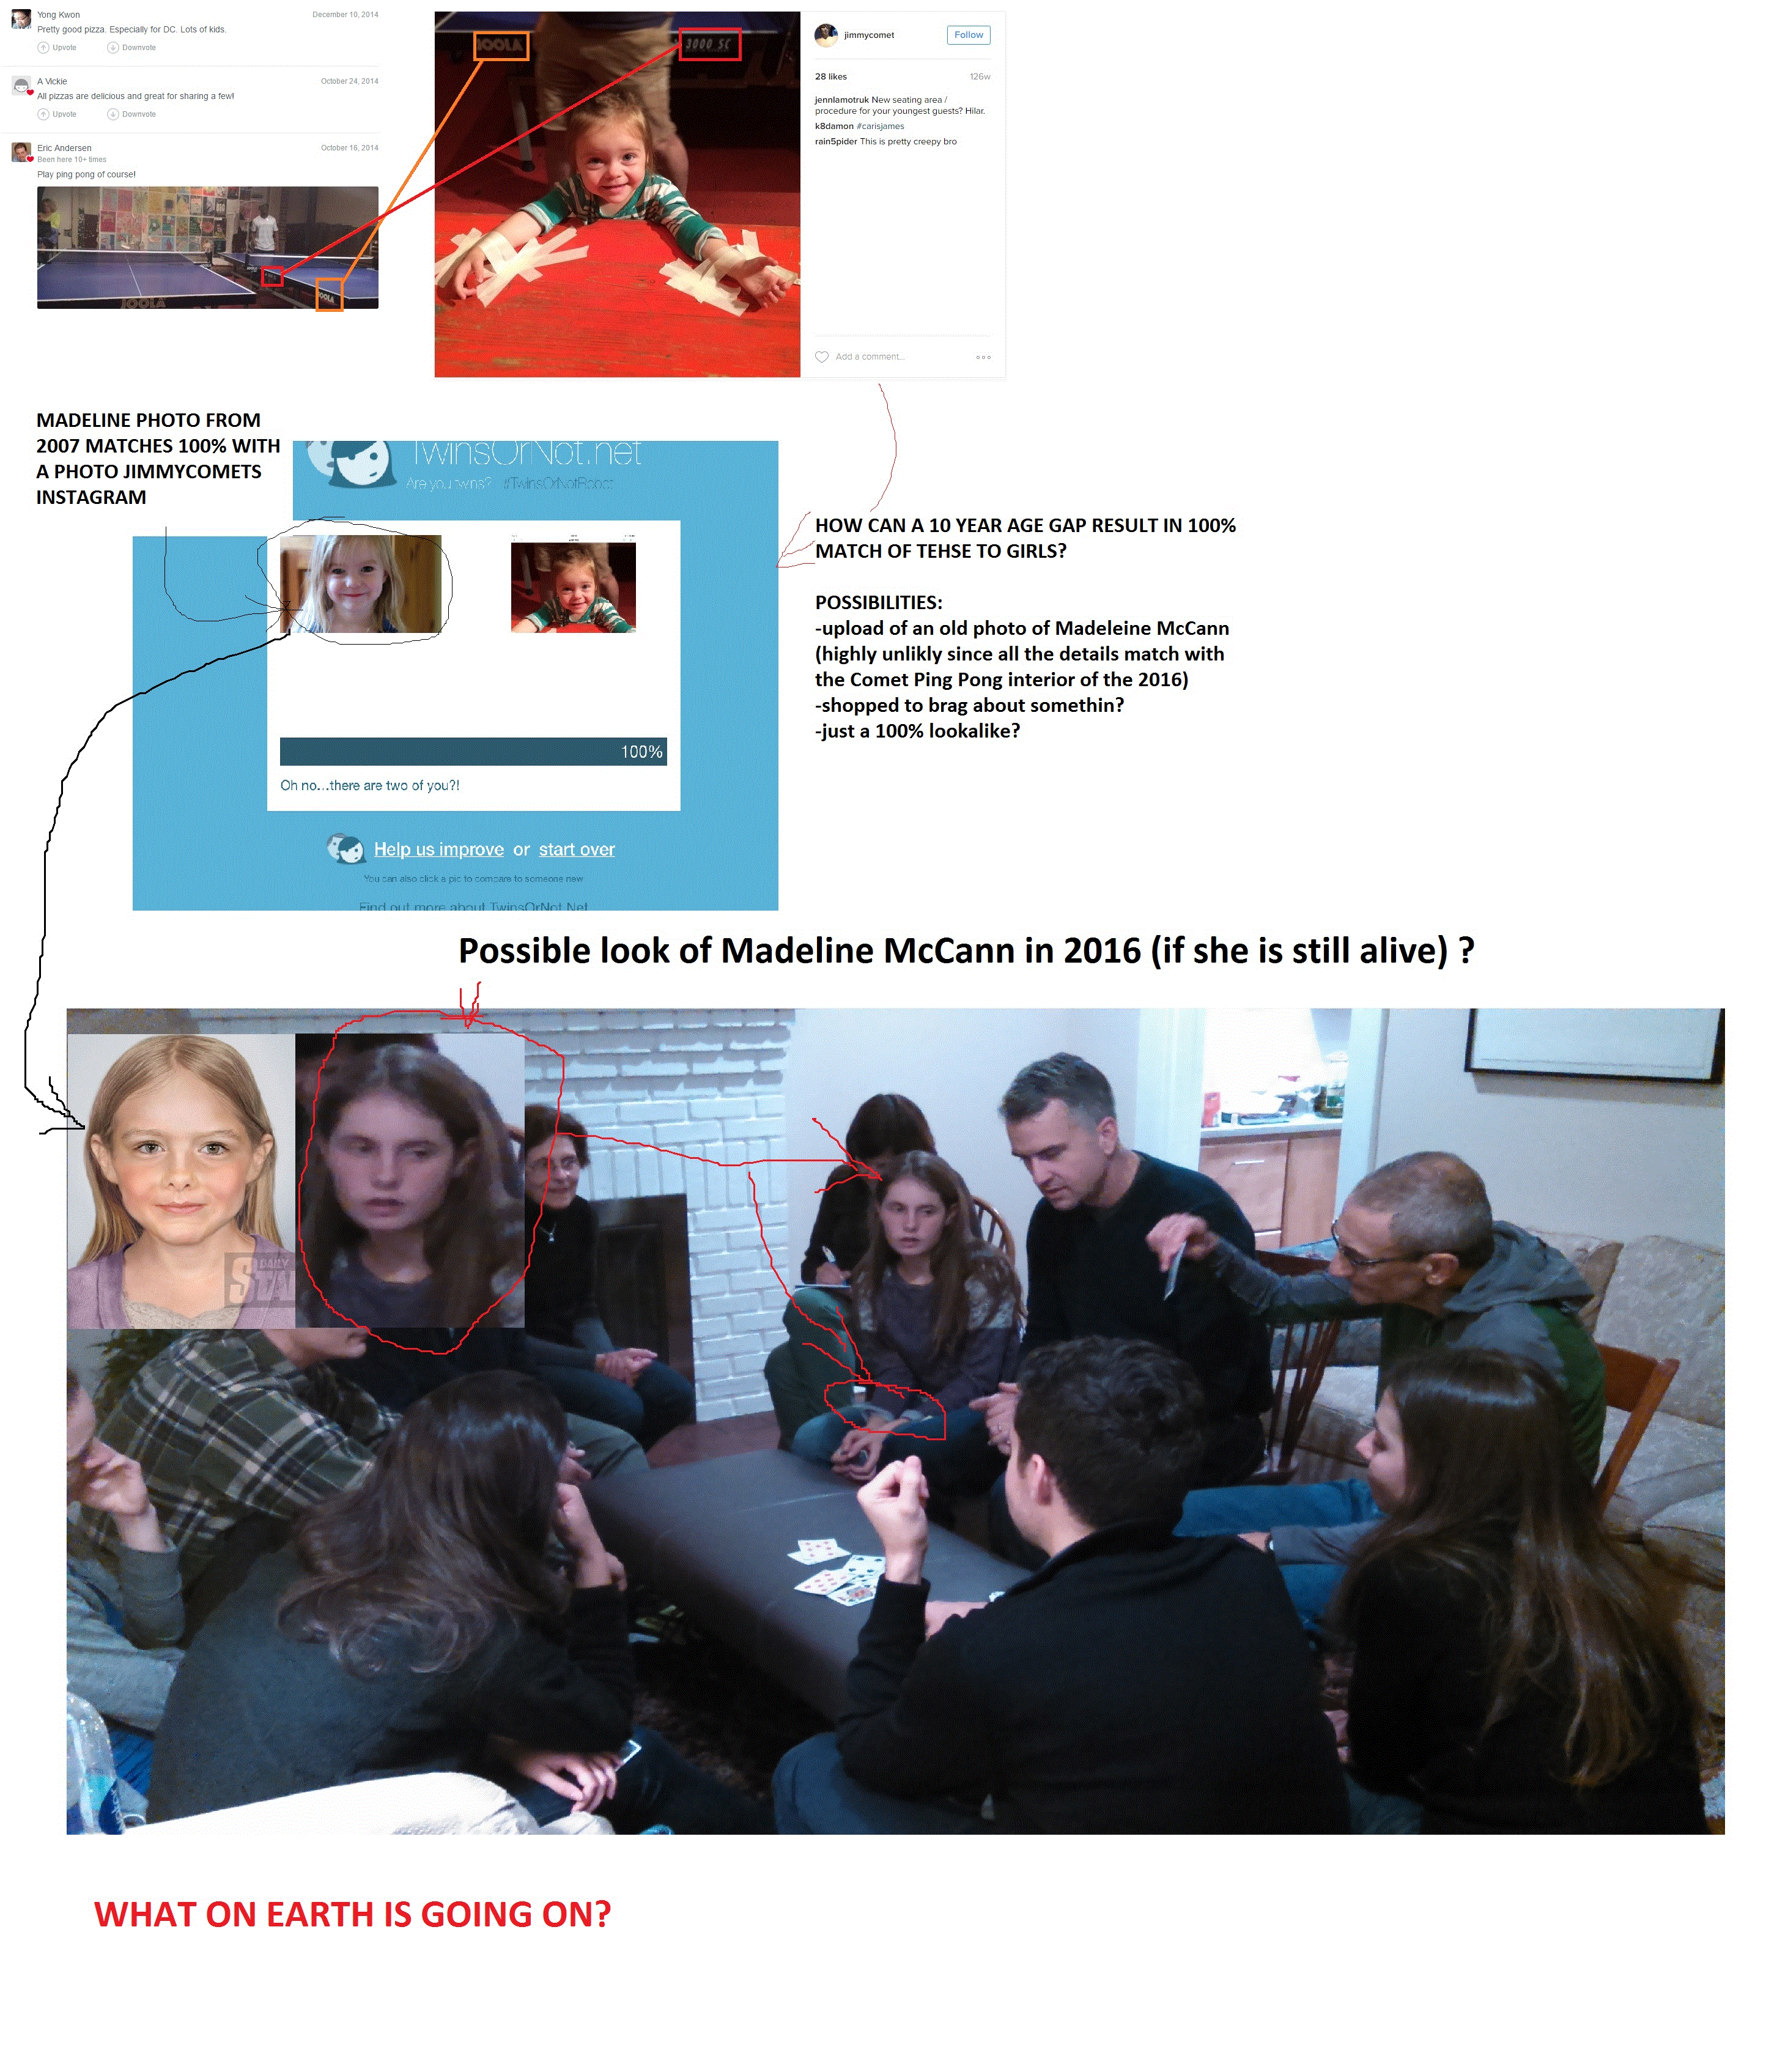 Yong Kwon
December 10, 2014
Pretty good pizza. Especially for DC. Lots of kids.
Upvote Downvote
A Vickie
October 24, 2014
All pizzas are delicious and great for sharing a few!
Upvote Downvote
Eric Andersen
October 16, 2014
Been here 10+ times
Play ping pong of course!
JOOLA
JOOLA
JOOLA
3000 SC
jimmycomet
Follow
28 likes
126w
jennlamotruk New seating area /
procedure for your youngest guests? Hilar.
k8damon #carisjames
rain5pider This is pretty creepy bro
Add a comment...
MADELINE PHOTO FROM
2007 MATCHES 100% WITH
A PHOTO JIMMYCOMETS
INSTAGRAM
TwinsOrNot.net
Are you twins? #TwinsOrNotRobot
100%
Oh no...there are two of you?!
Help us improve or start over
You can also click a pic to compare to someone new
Find out more about TwinsOrNot.Net
HOW CAN A 10 YEAR AGE GAP RESULT IN 100%
MATCH OF TEHSE TO GIRLS?
POSSIBILITIES:
-upload of an old photo of Madeleine McCann
(highly unlikly since all the details match with
the Comet Ping Pong interior of the 2016)
-shopped to brag about somethin?
-just a 100% lookalike?
Possible look of Madeline McCann in 2016 (if she is still alive) ?
DAILY
STA
WHAT ON EARTH IS GOING ON?